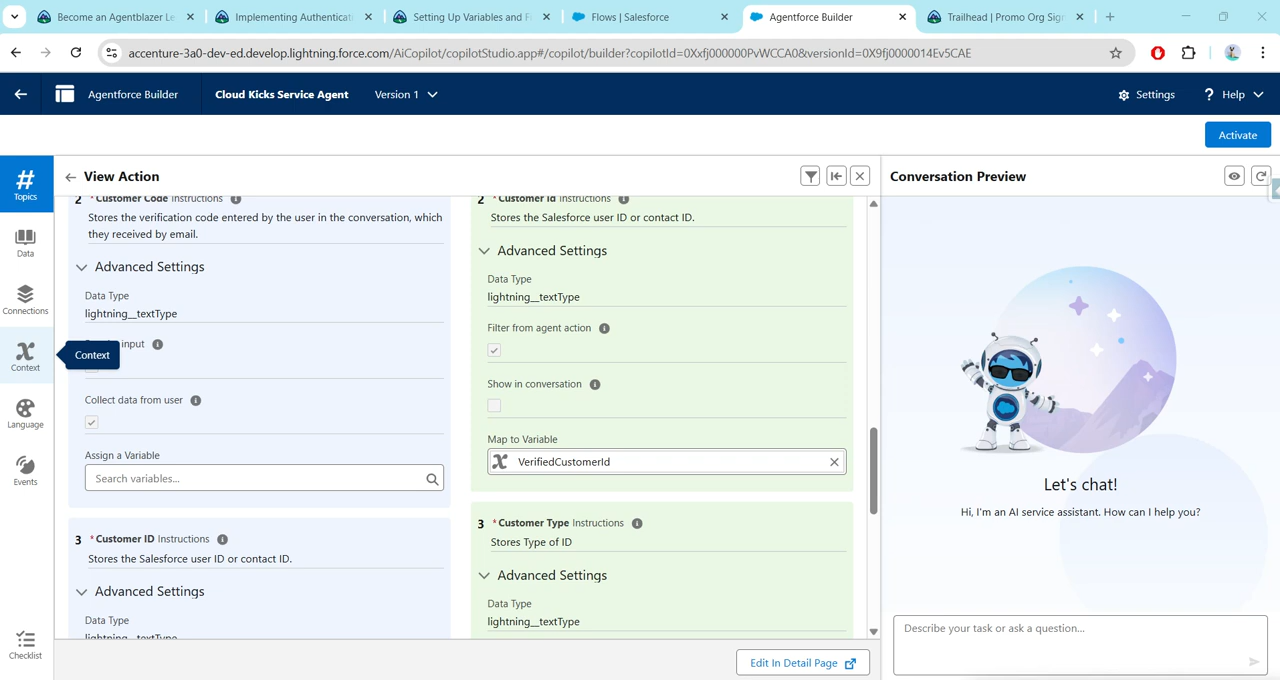 Become an Agentblazer Le
Implementing Authenticati
Setting Up Variables and F
Flows | Salesforce
Agentforce Builder
Trailhead | Promo Org Sig
accenture-3a0-dev-ed.develop.lightning.force.com/AiCopilot/copilotStudio.app#/copilot/builder?copilotId=0Xxfj000000PvWCCA0&versionId=0X9fj0000014Ev5CAE
Agentforce Builder
Cloud Kicks Service Agent
Version 1
Settings
? Help
Activate
# Topics
Data
Connections
Context
Language
Events
Checklist
Context
View Action
2 *Customer Code Instructions
Stores the verification code entered by the user in the conversation, which
they received by email.
Advanced Settings
Data Type
lightning__textType
input
Collect data from user
Assign a Variable
Search variables...
3 *Customer ID Instructions
Stores the Salesforce user ID or contact ID.
Advanced Settings
Data Type
lightning__textType
2 *Customer Id Instructions
Stores the Salesforce user ID or contact ID.
Advanced Settings
Data Type
lightning__textType
Filter from agent action
Show in conversation
Map to Variable
VerifiedCustomerId
3 *Customer Type Instructions
Stores Type of ID
Advanced Settings
Data Type
lightning__textType
Edit In Detail Page
Conversation Preview
Let's chat!
Hi, I'm an AI service assistant. How can I help you?
Describe your task or ask a question...